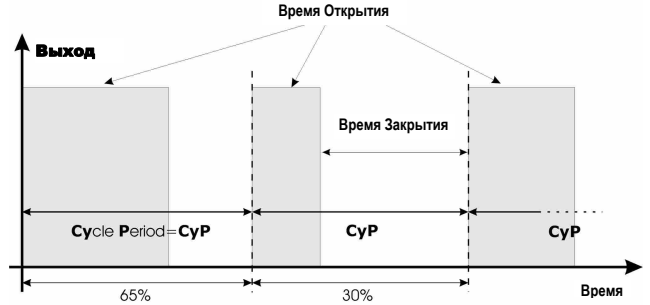 Время Открытия
Выход
Время Закрытия
Cycle Period=CyP
CyP
CyP
65%
30%
Время